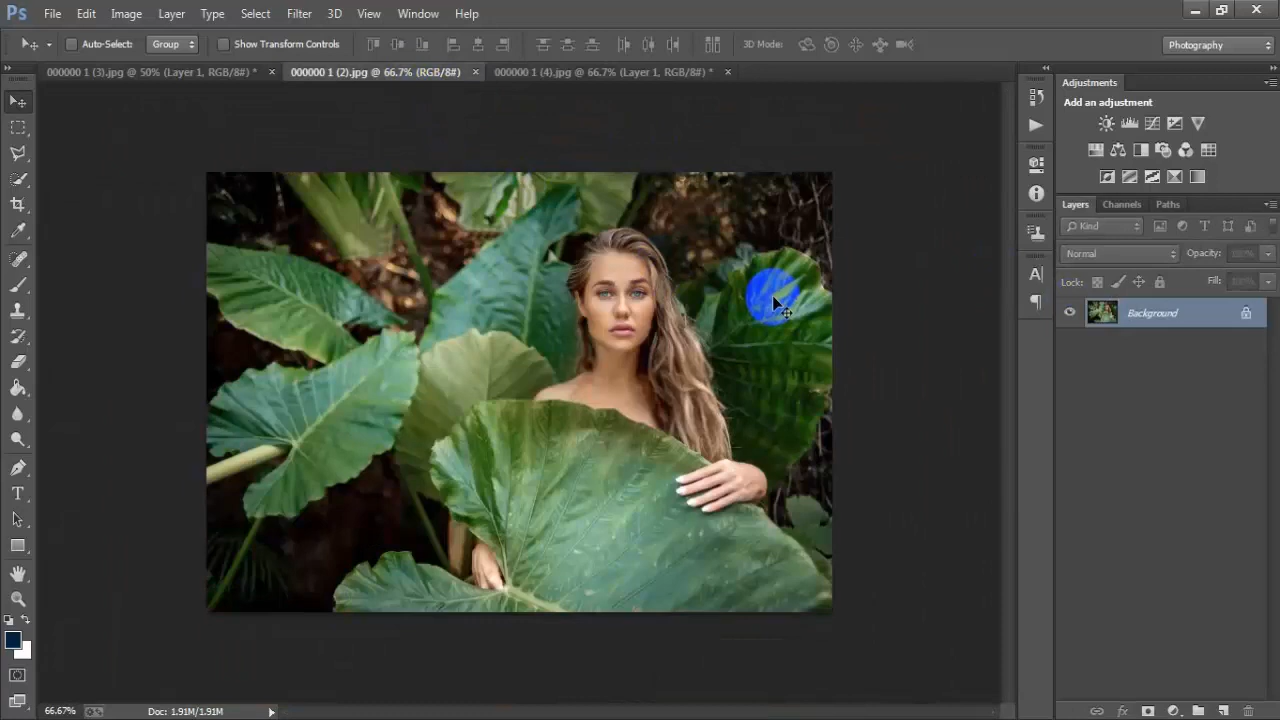 Ps File Edit Image Layer Type Select Filter 3D View Window Help
Auto-Select: Group Show Transform Controls 3D Mode: Photography
000000 1 (3).jpg @ 50% (Layer 1, RGB/8#) * × 000000 1 (2).jpg @ 66.7% (RGB/8#) × 000000 1 (4).jpg @ 66.7% (Layer 1, RGB/8#) * ×
Adjustments
Add an adjustment
Layers Channels Paths
Kind
Normal Opacity: 100%
Lock: Fill: 100%
Background
66.67% Doc: 1.91M/1.91M